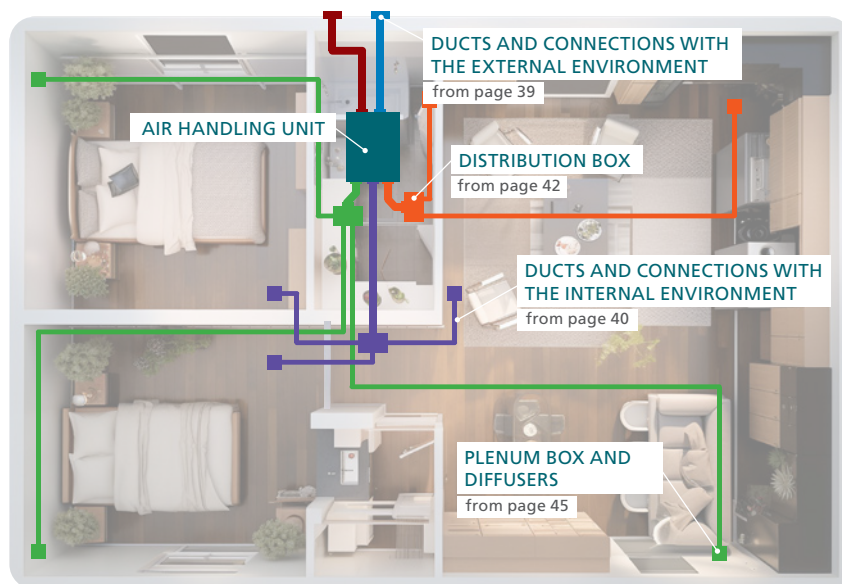 DUCTS AND CONNECTIONS WITH
THE EXTERNAL ENVIRONMENT
from page 39
AIR HANDLING UNIT
DISTRIBUTION BOX
from page 42
DUCTS AND CONNECTIONS WITH
THE INTERNAL ENVIRONMENT
from page 40
PLENUM BOX AND
DIFFUSERS
from page 45